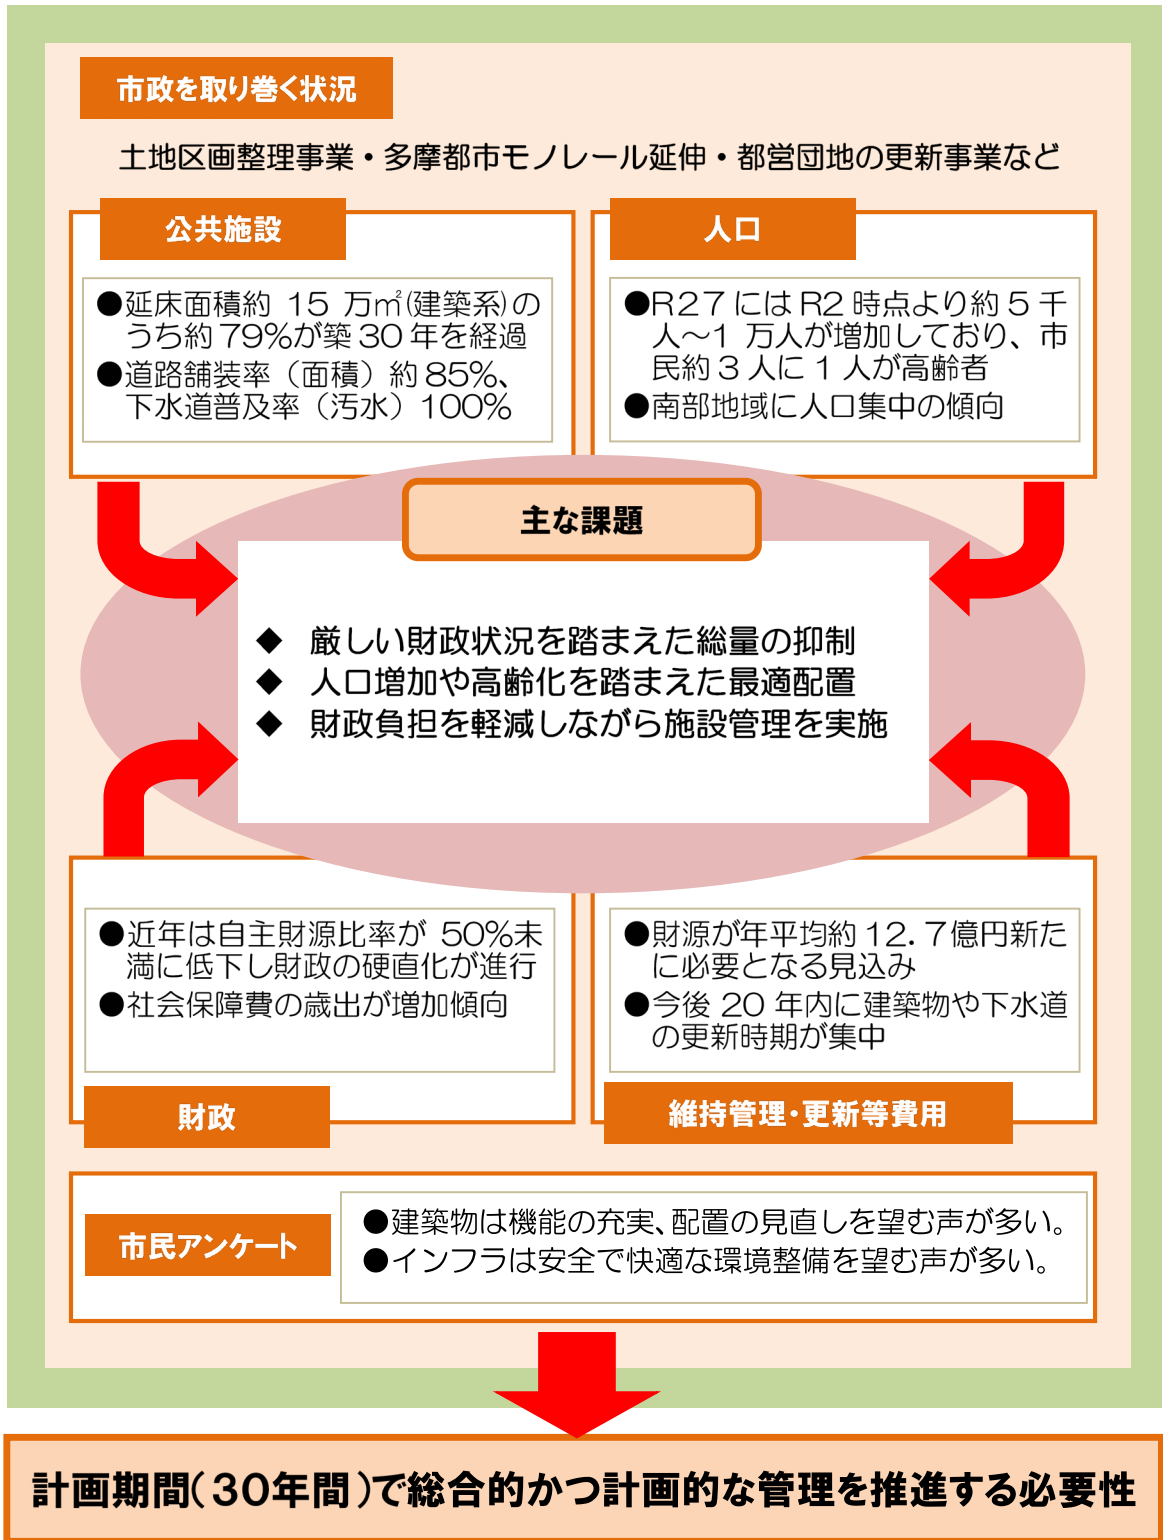 市政を取り巻く状況
土地区画整理事業・多摩都市モノレール延伸・都営団地の更新事業など
公共施設
●延床面積約 15 万㎡(建築系)の
うち約 79%が築 30 年を経過
●道路舗装率（面積）約 85%、
下水道普及率（汚水）100%
人口
●R27 には R2 時点より約 5 千
人～1 万人が増加しており、市
民約 3 人に 1 人が高齢者
●南部地域に人口集中の傾向
主な課題
◆ 厳しい財政状況を踏まえた総量の抑制
◆ 人口増加や高齢化を踏まえた最適配置
◆ 財政負担を軽減しながら施設管理を実施
●近年は自主財源比率が 50%未
満に低下し財政の硬直化が進行
●社会保障費の歳出が増加傾向
財政
●財源が年平均約 12．7億円新た
に必要となる見込み
●今後 20 年内に建築物や下水道
の更新時期が集中
維持管理・更新等費用
市民アンケート
●建築物は機能の充実、配置の見直しを望む声が多い。
●インフラは安全で快適な環境整備を望む声が多い。
計画期間（30年間）で総合的かつ計画的な管理を推進する必要性